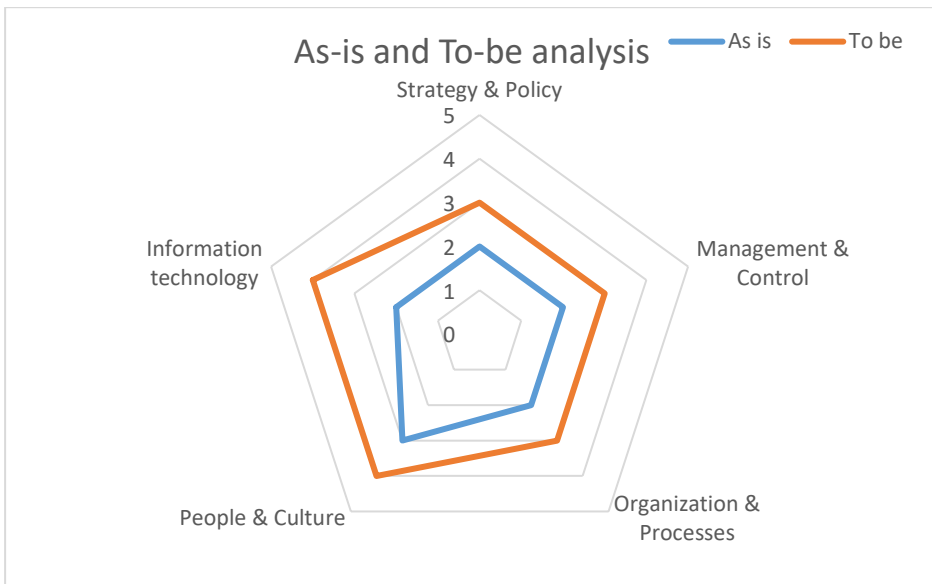 As-is and To-be analysis
As is
To be
Strategy & Policy
5
4
3
2
1
0
Management &
Control
Organization &
Processes
People & Culture
Information
technology